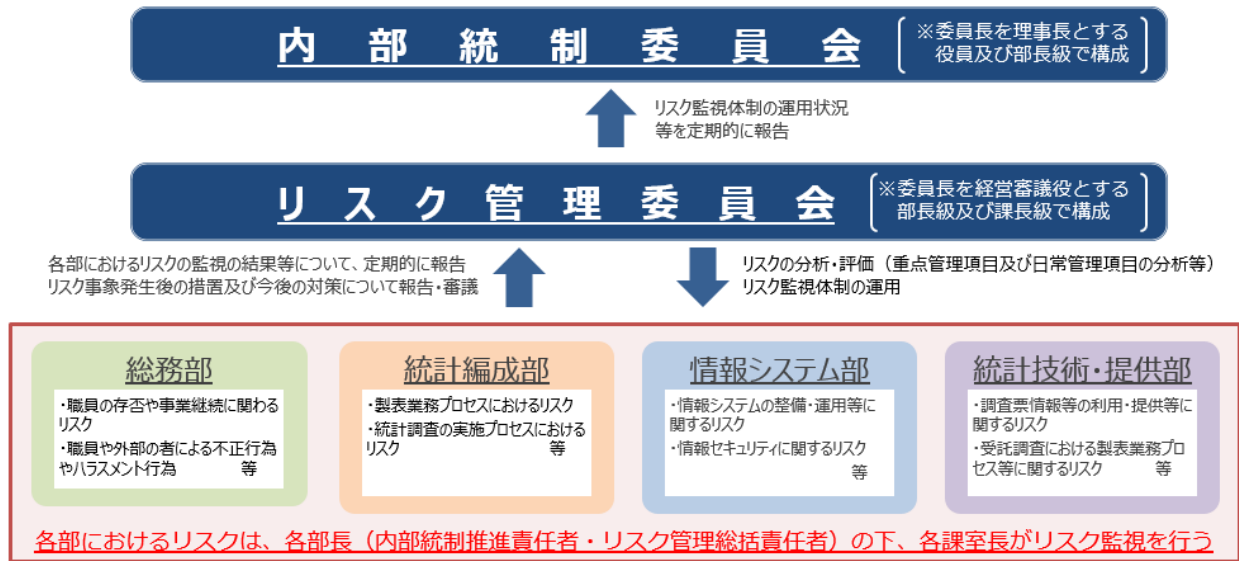 内部統制委員会
※委員長を理事長とする
役員及び部長級で構成
リスク監視体制の運用状況
等を定期的に報告
リスク管理委員会
※委員長を経営審議役とする
部長級及び課長級で構成
各部におけるリスクの監視の結果等について、定期的に報告
リスク事象発生後の措置及び今後の対策について報告・審議
リスクの分析・評価（重点管理項目及び日常管理項目の分析等）
リスク監視体制の運用
総務部
・職員の存否や事業継続に関わる
リスク
・職員や外部の者による不正行為
やハラスメント行為 等
統計編成部
・製表業務プロセスにおけるリスク
・統計調査の実施プロセスにおける
リスク 等
情報システム部
・情報システムの整備・運用等に
関するリスク
・情報セキュリティに関するリスク
等
統計技術・提供部
・調査票情報等の利用・提供等に
関するリスク
・受託調査における製表業務プロ
セス等に関するリスク 等
各部におけるリスクは、各部長（内部統制推進責任者・リスク管理総括責任者）の下、各課室長がリスク監視を行う